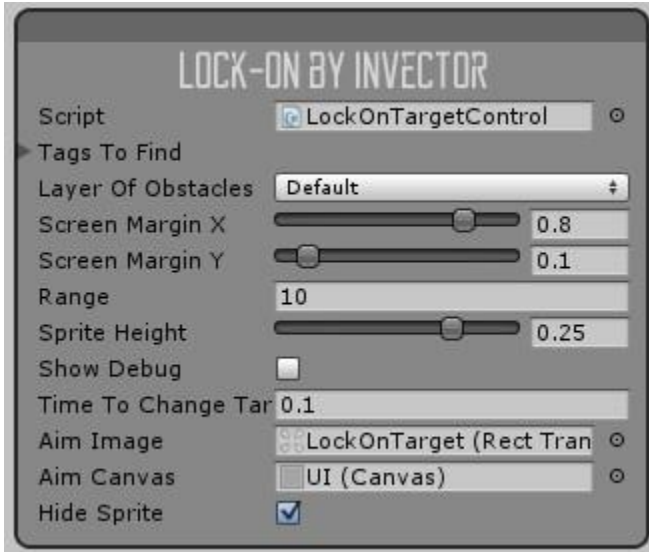 LOCK-ON BY INVECTOR
Script LockOnTargetControl
Tags To Find
Layer Of Obstacles Default
Screen Margin X 0.8
Screen Margin Y 0.1
Range 10
Sprite Height 0.25
Show Debug
Time To Change Tar 0.1
Aim Image LockOnTarget (Rect Tran
Aim Canvas UI (Canvas)
Hide Sprite